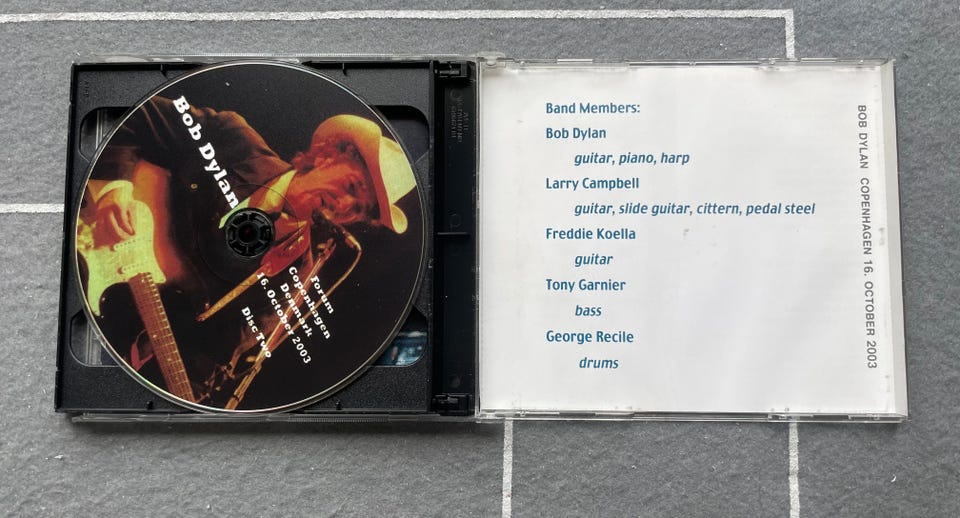 Bob Dylan
Forum
Copenhagen
Denmark
16. October 2003
Disc Two
Band Members:
Bob Dylan
guitar, piano, harp
Larry Campbell
guitar, slide guitar, cittern, pedal steel
Freddie Koella
guitar
Tony Garnier
bass
George Recile
drums
BOB DYLAN COPENHAGEN 16. OCTOBER 2003